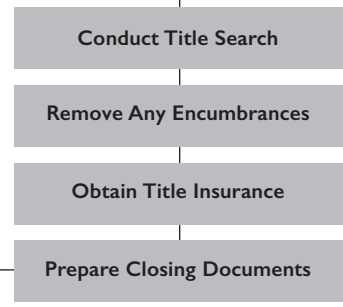 Conduct Title Search
Remove Any Encumbrances
Obtain Title Insurance
Prepare Closing Documents